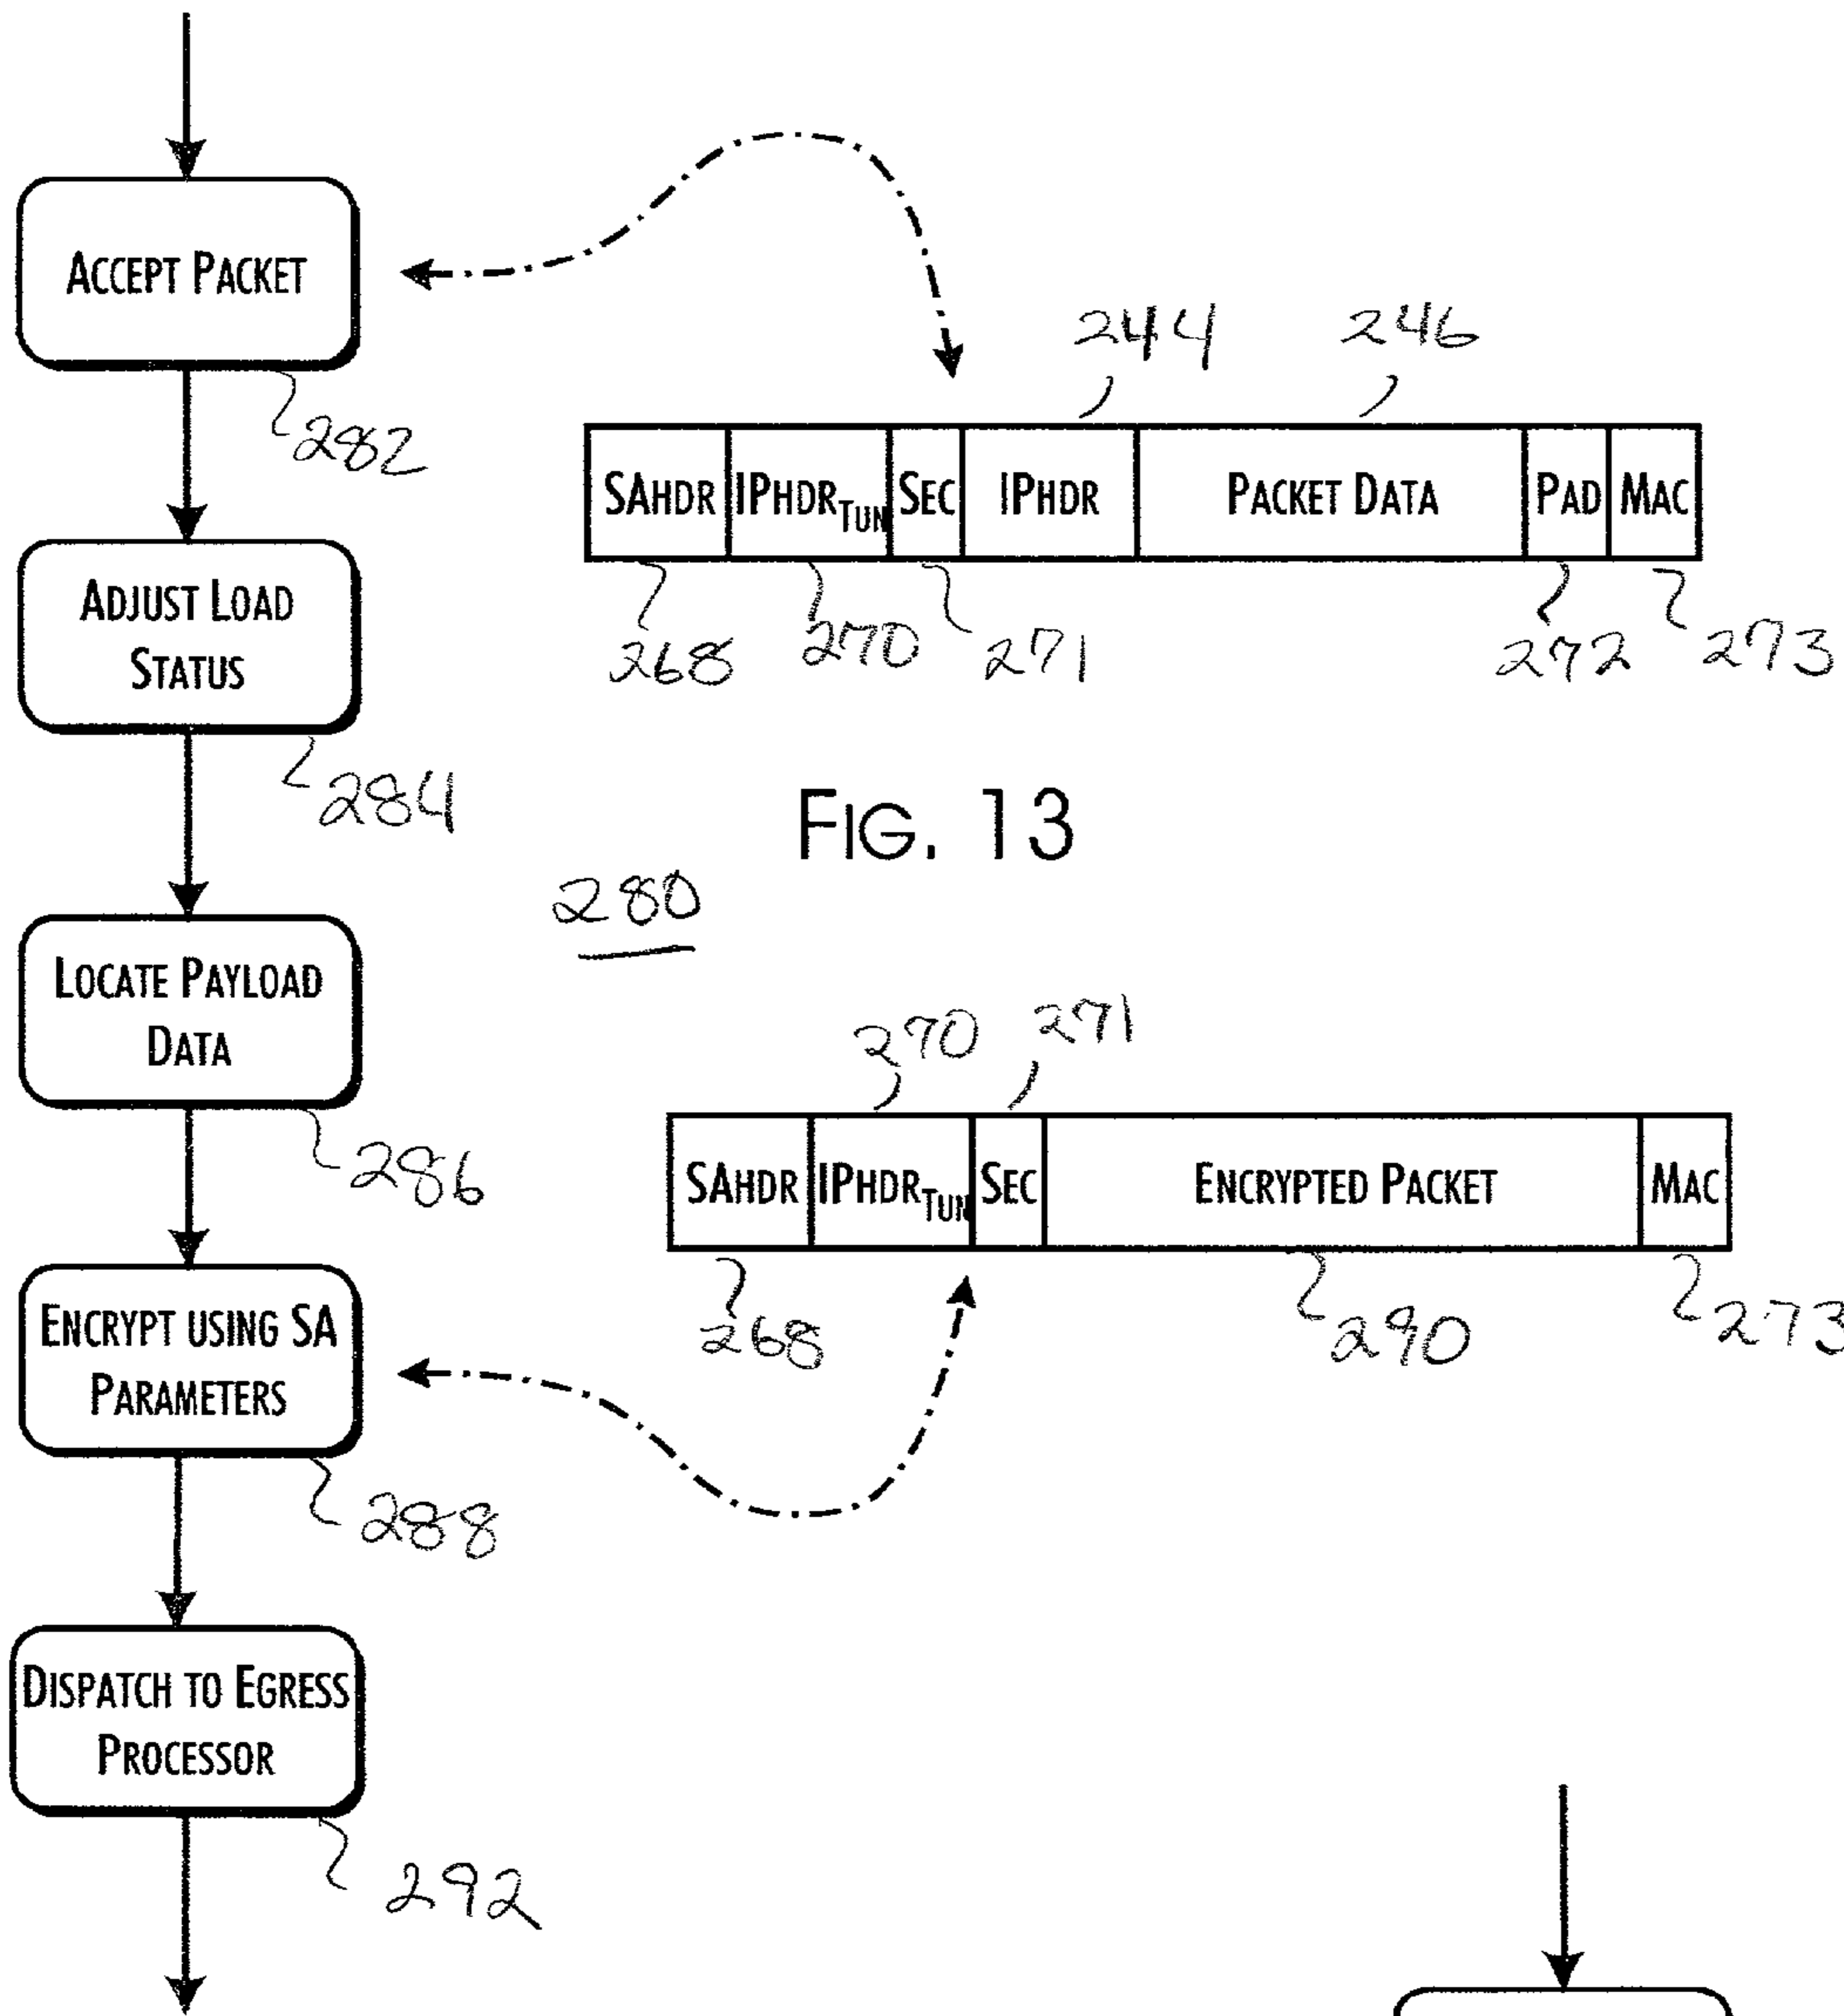 ACCEPT PACKET
282
244
246
SAHDR
IPHDRTUN
SEC
IPHDR
PACKET DATA
PAD
MAC
268
270
271
272
273
ADJUST LOAD
STATUS
284
FIG. 13
280
LOCATE PAYLOAD
DATA
286
270
271
SAHDR
IPHDRTUN
SEC
ENCRYPTED PACKET
MAC
268
290
273
ENCRYPT USING SA
PARAMETERS
288
DISPATCH TO EGRESS
PROCESSOR
292